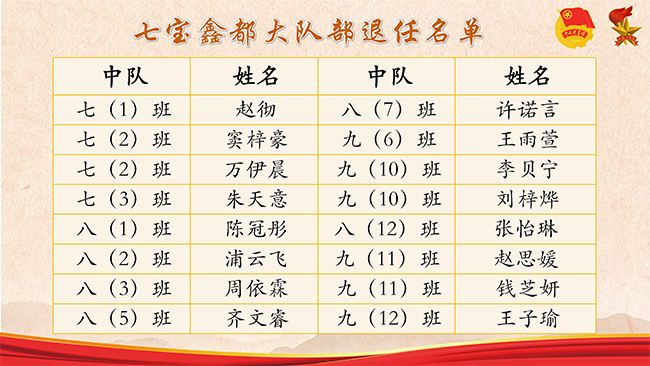 七宝鑫都大队部退任名单
中队 姓名 中队 姓名
七（1）班 赵彻 八（7）班 许诺言
七（2）班 窦梓豪 九（6）班 王雨萱
七（2）班 万伊晨 九（10）班 李贝宁
七（3）班 朱天意 九（10）班 刘梓烨
八（1）班 陈冠彤 八（12）班 张怡琳
八（2）班 浦云飞 九（11）班 赵思媛
八（3）班 周依霖 九（11）班 钱芝妍
八（5）班 齐文睿 九（12）班 王子瑜